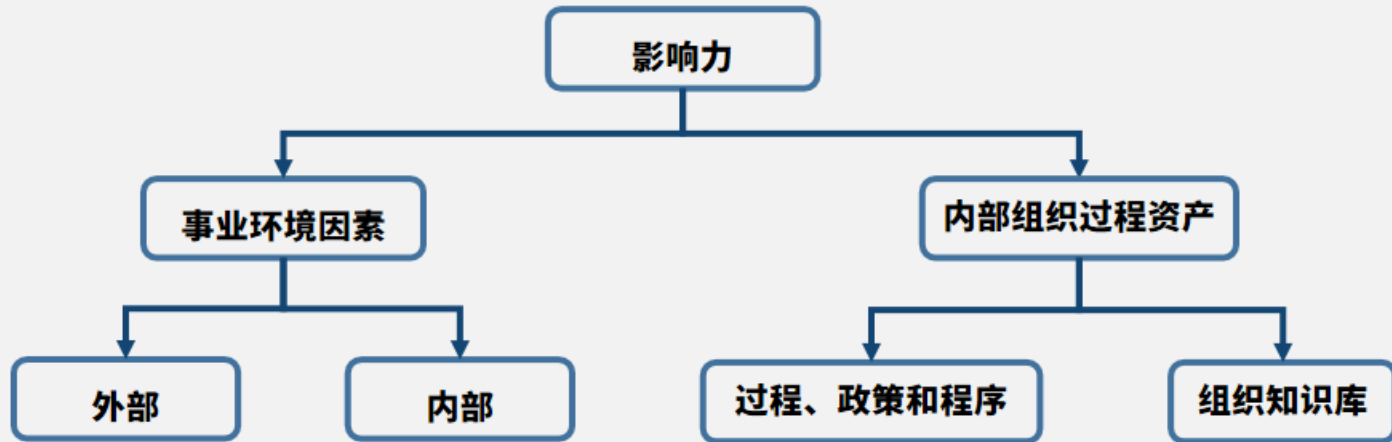 影响力
事业环境因素
内部组织过程资产
外部
内部
过程、政策和程序
组织知识库